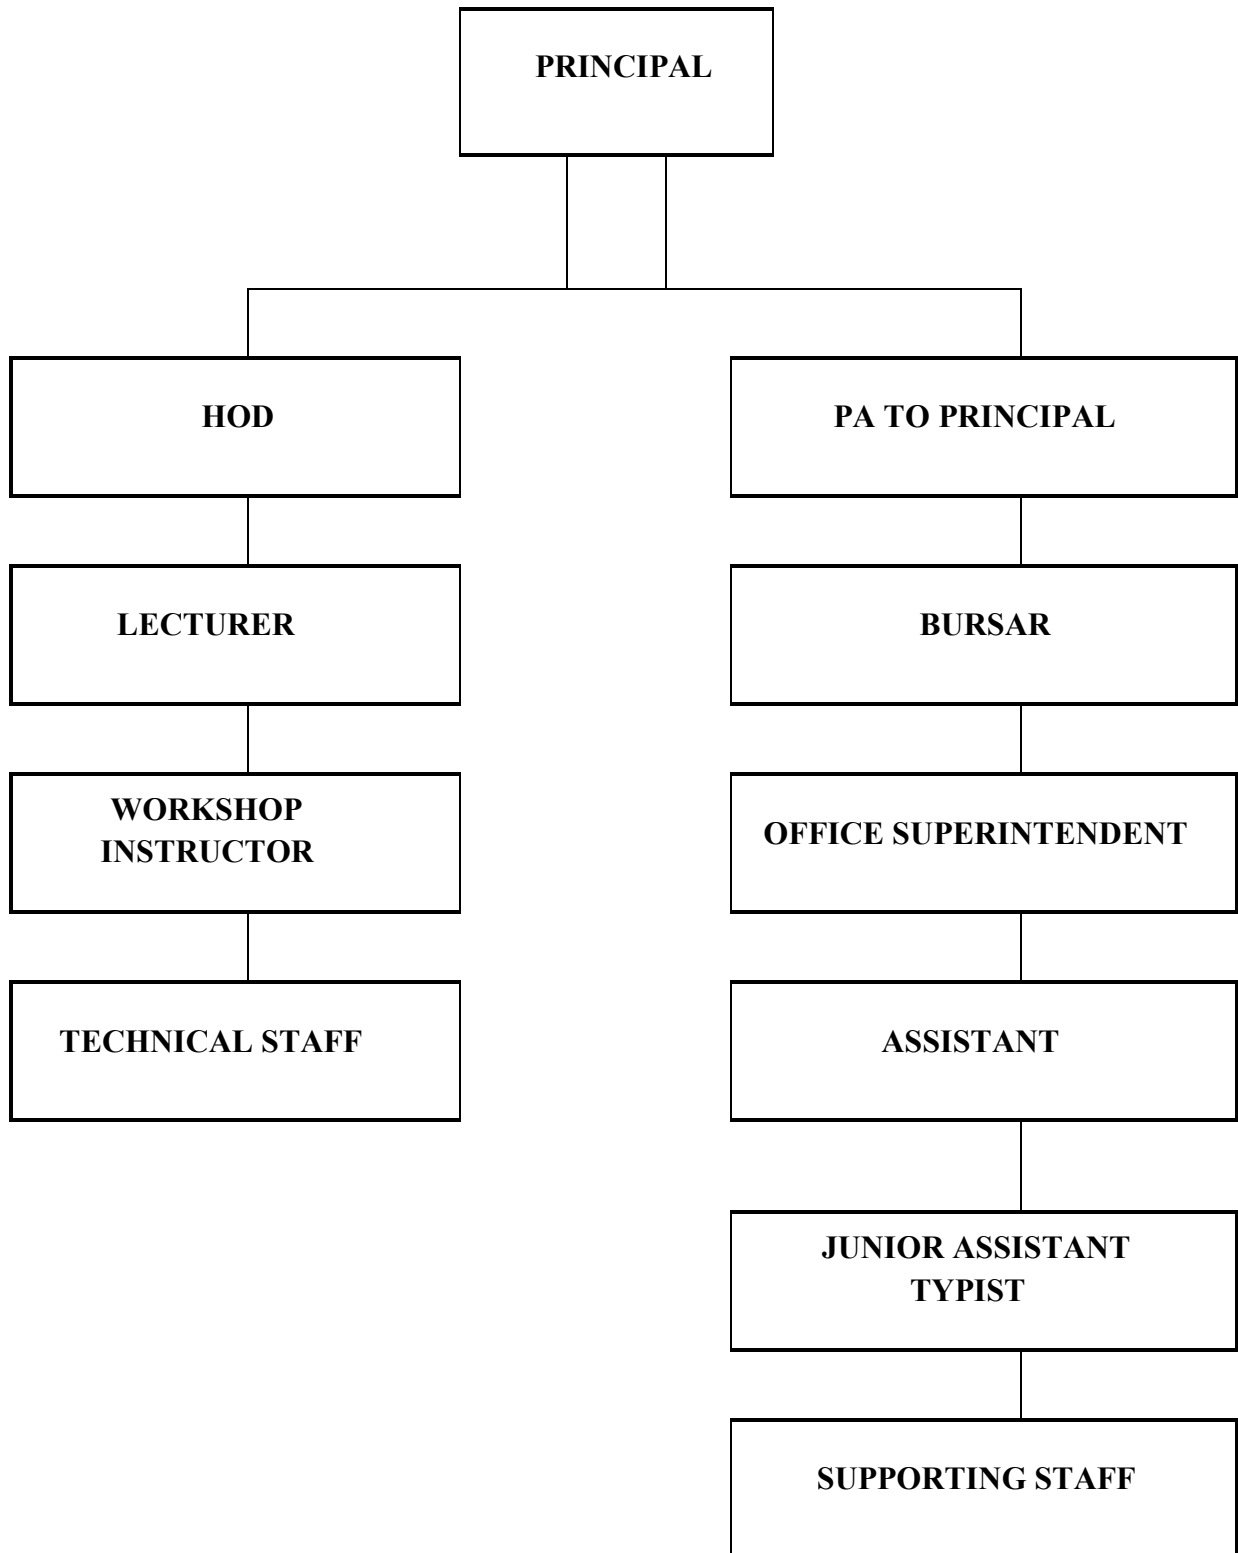 PRINCIPAL
HOD
PA TO PRINCIPAL
LECTURER
BURSAR
WORKSHOP
INSTRUCTOR
OFFICE SUPERINTENDENT
TECHNICAL STAFF
ASSISTANT
JUNIOR ASSISTANT
TYPIST
SUPPORTING STAFF